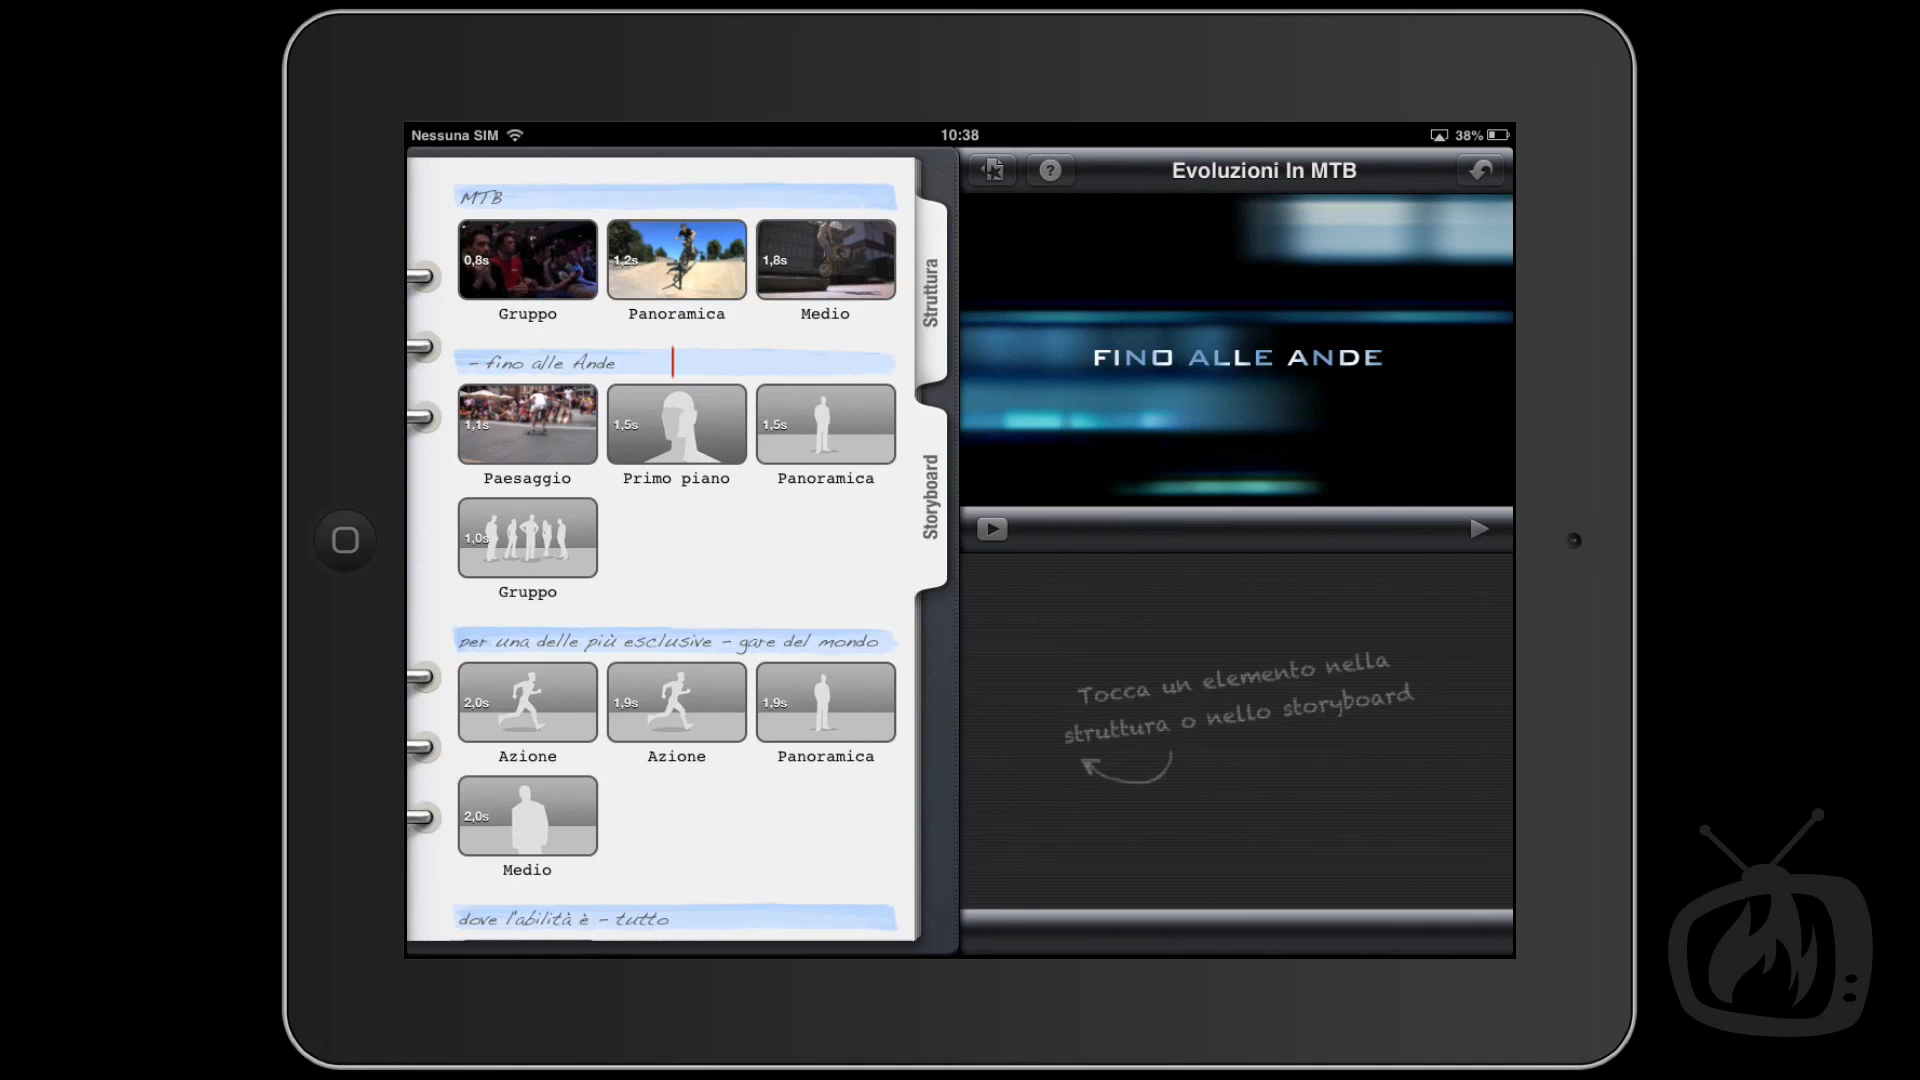 Nessuna SIM
10:38
38%
MTB
0,8s
1,2s
1,8s
Gruppo
Panoramica
Medio
- fino alle Ande
1,1s
1,5s
1,5s
Paesaggio
Primo piano
Panoramica
1,0s
Gruppo
per una delle più esclusive - gare del mondo
2,0s
1,9s
1,9s
Azione
Azione
Panoramica
2,0s
Medio
dove l'abilità è - tutto
Struttura
Storyboard
?
Evoluzioni In MTB
FINO ALLE ANDE
Tocca un elemento nella
struttura o nello storyboard